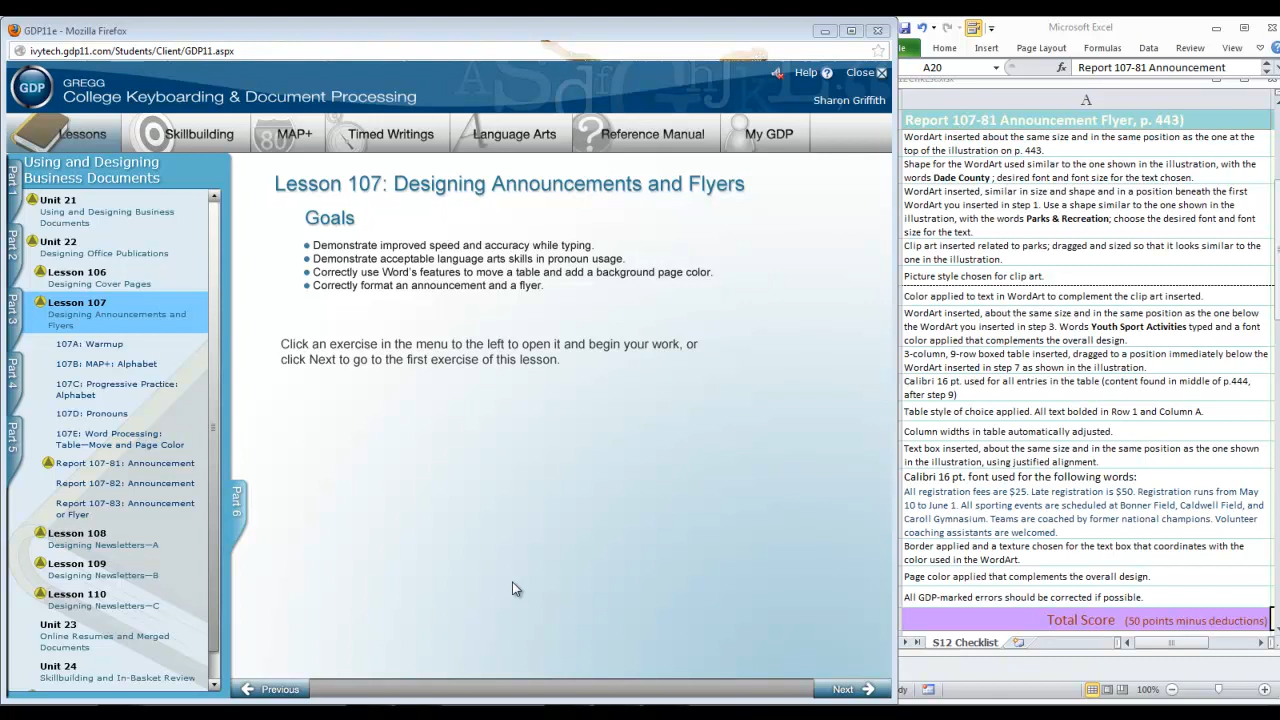 GDP11e - Mozilla Firefox
ivytech.gdp11.com/Students/Client/GDP11.aspx
GDP
GREGG
College Keyboarding & Document Processing
Help ?
Close
Sharon Griffith
Lessons
Skillbuilding
MAP+
Timed Writings
Language Arts
Reference Manual
My GDP
Using and Designing
Business Documents
Part 1
Part 2
Part 3
Part 4
Part 5
Part 6
Unit 21
Using and Designing Business
Documents
Unit 22
Designing Office Publications
Lesson 106
Designing Cover Pages
Lesson 107
Designing Announcements and
Flyers
107A: Warmup
107B: MAP+: Alphabet
107C: Progressive Practice:
Alphabet
107D: Pronouns
107E: Word Processing:
Table—Move and Page Color
Report 107-81: Announcement
Report 107-82: Announcement
Report 107-83: Announcement
or Flyer
Lesson 108
Designing Newsletters—A
Lesson 109
Designing Newsletters—B
Lesson 110
Designing Newsletters—C
Unit 23
Online Resumes and Merged
Documents
Unit 24
Skillbuilding and In-Basket Review
Lesson 107: Designing Announcements and Flyers
Goals
Demonstrate improved speed and accuracy while typing.
Demonstrate acceptable language arts skills in pronoun usage.
Correctly use Word's features to move a table and add a background page color.
Correctly format an announcement and a flyer.
Click an exercise in the menu to the left to open it and begin your work, or
click Next to go to the first exercise of this lesson.
Previous
Next
Microsoft Excel
Home Insert Page Layout Formulas Data Review View
A20
fx
Report 107-81 Announcement
A
Report 107-81 Announcement Flyer, p. 443)
WordArt inserted about the same size and in the same position as the one at the
top of the illustration on p. 443.
Shape for the WordArt used similar to the one shown in the illustration, with the
words Dade County ; desired font and font size for the text chosen.
WordArt inserted, similar in size and shape and in a position beneath the first
WordArt you inserted in step 1. Use a shape similar to the one shown in the
illustration, with the words Parks & Recreation; choose the desired font and font
size for the text.
Clip art inserted related to parks; dragged and sized so that it looks similar to the
one in the illustration.
Picture style chosen for clip art.
Color applied to text in WordArt to complement the clip art inserted.
WordArt inserted, about the same size and in the same position as the one below
the WordArt you inserted in step 3. Words Youth Sport Activities typed and a font
color applied that complements the overall design.
3-column, 9-row boxed table inserted, dragged to a position immediately below the
WordArt inserted in step 7 as shown in the illustration.
Calibri 16 pt. used for all entries in the table (content found in middle of p.444,
after step 9)
Table style of choice applied. All text bolded in Row 1 and Column A.
Column widths in table automatically adjusted.
Text box inserted, about the same size and in the same position as the one shown
in the illustration, using justified alignment.
Calibri 16 pt. font used for the following words:
All registration fees are $25. Late registration is $50. Registration runs from May
10 to June 1. All sporting events are scheduled at Bonner Field, Caldwell Field, and
Caroll Gymnasium. Teams are coached by former national champions. Volunteer
coaching assistants are welcomed.
Border applied and a texture chosen for the text box that coordinates with the
color used in the WordArt.
Page color applied that complements the overall design.
All GDP-marked errors should be corrected if possible.
Total Score (50 points minus deductions)
S12 Checklist
100%